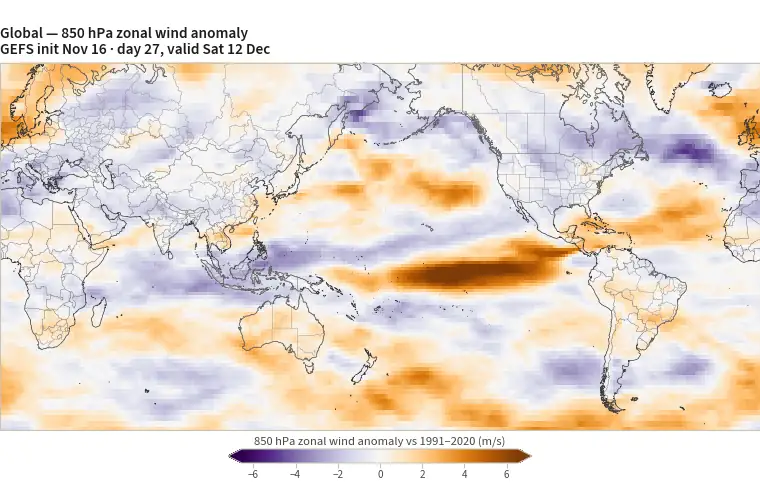 Global — 850 hPa zonal wind anomaly
GEFS init Nov 16 · day 27, valid Sat 12 Dec
850 hPa zonal wind anomaly vs 1991–2020 (m/s)
−6 −4 −2 0 2 4 6